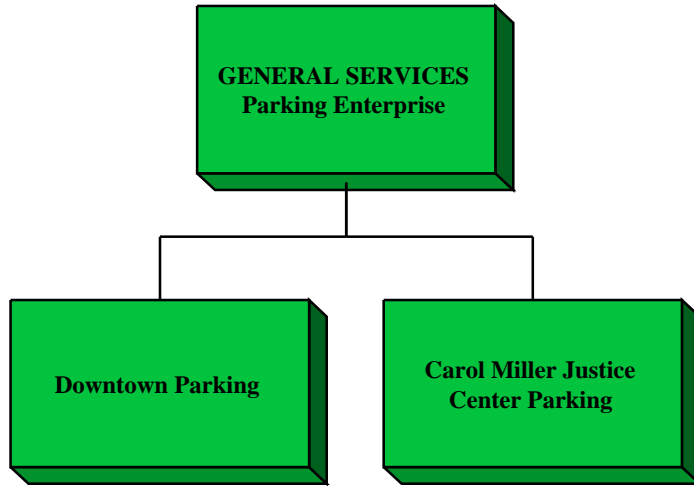 GENERAL SERVICES
Parking Enterprise
Downtown Parking
Carol Miller Justice
Center Parking